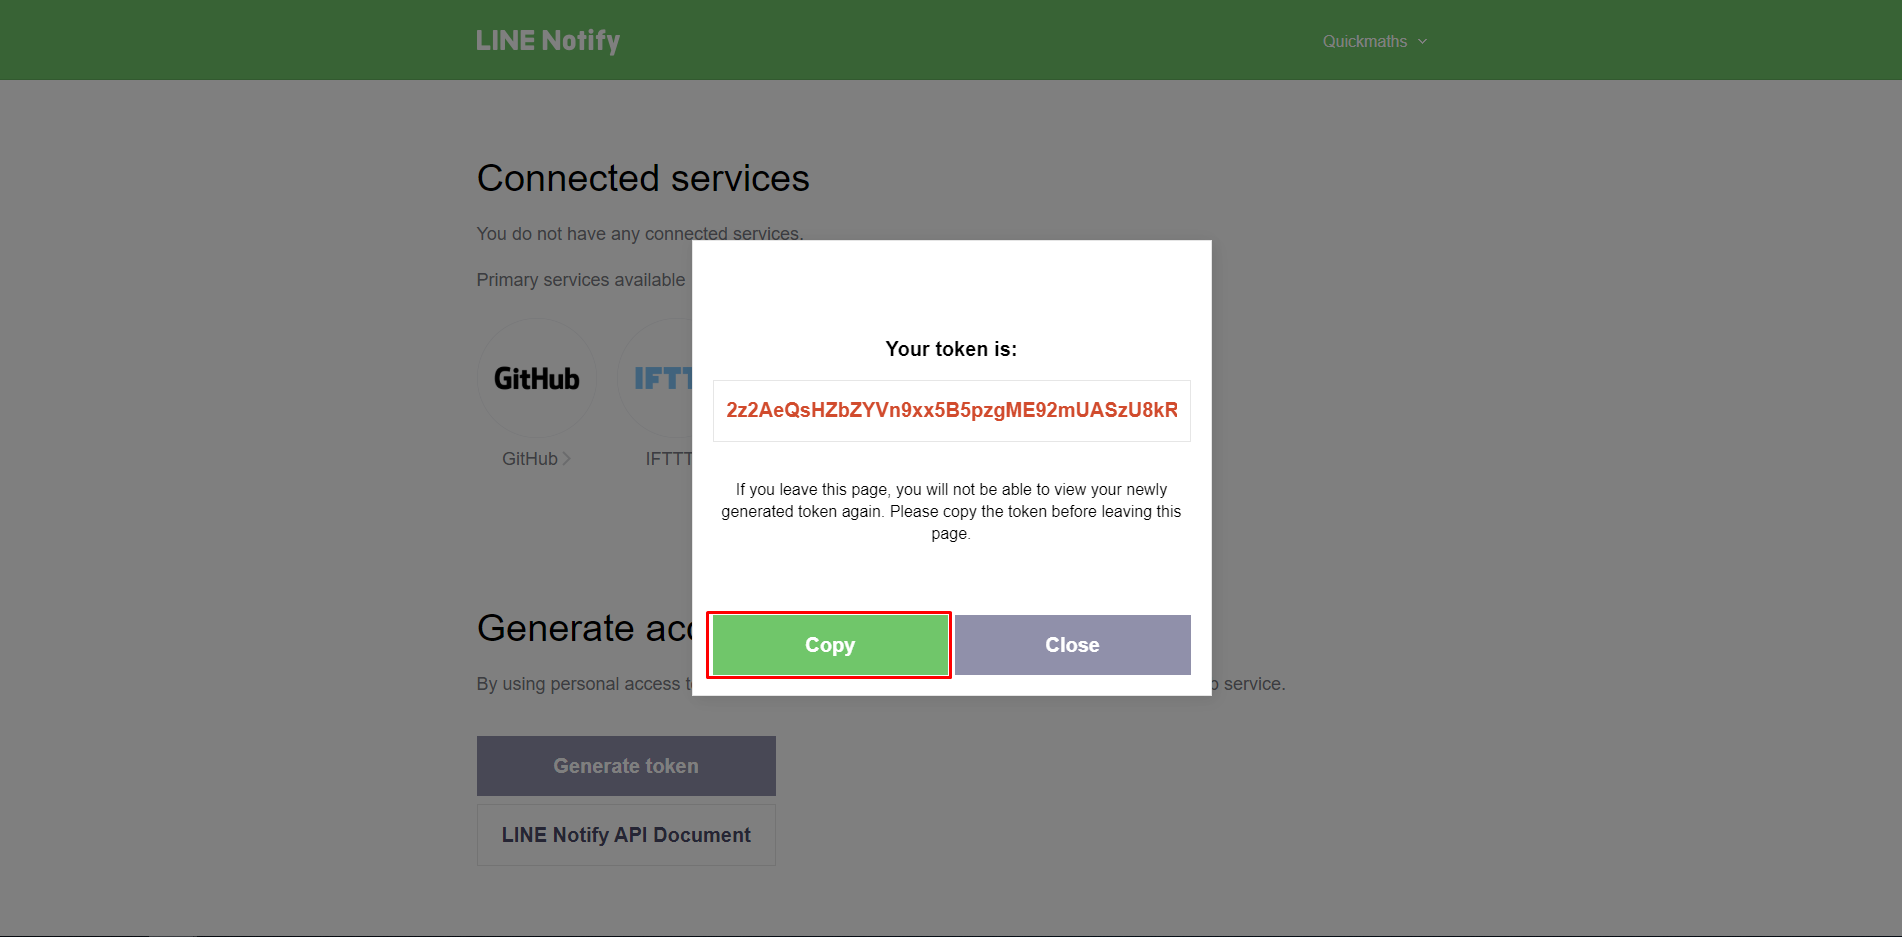 LINE Notify
Quickmaths
Connected services
You do not have any connected services.
Primary services available
GitHub
IFTT
GitHub
IFTTT
Your token is:
2z2AeQsHZbZYVn9xx5B5pzgME92mUASzU8kR
If you leave this page, you will not be able to view your newly
generated token again. Please copy the token before leaving this
page.
Copy
Close
Generate acc
By using personal access t
service.
Generate token
LINE Notify API Document